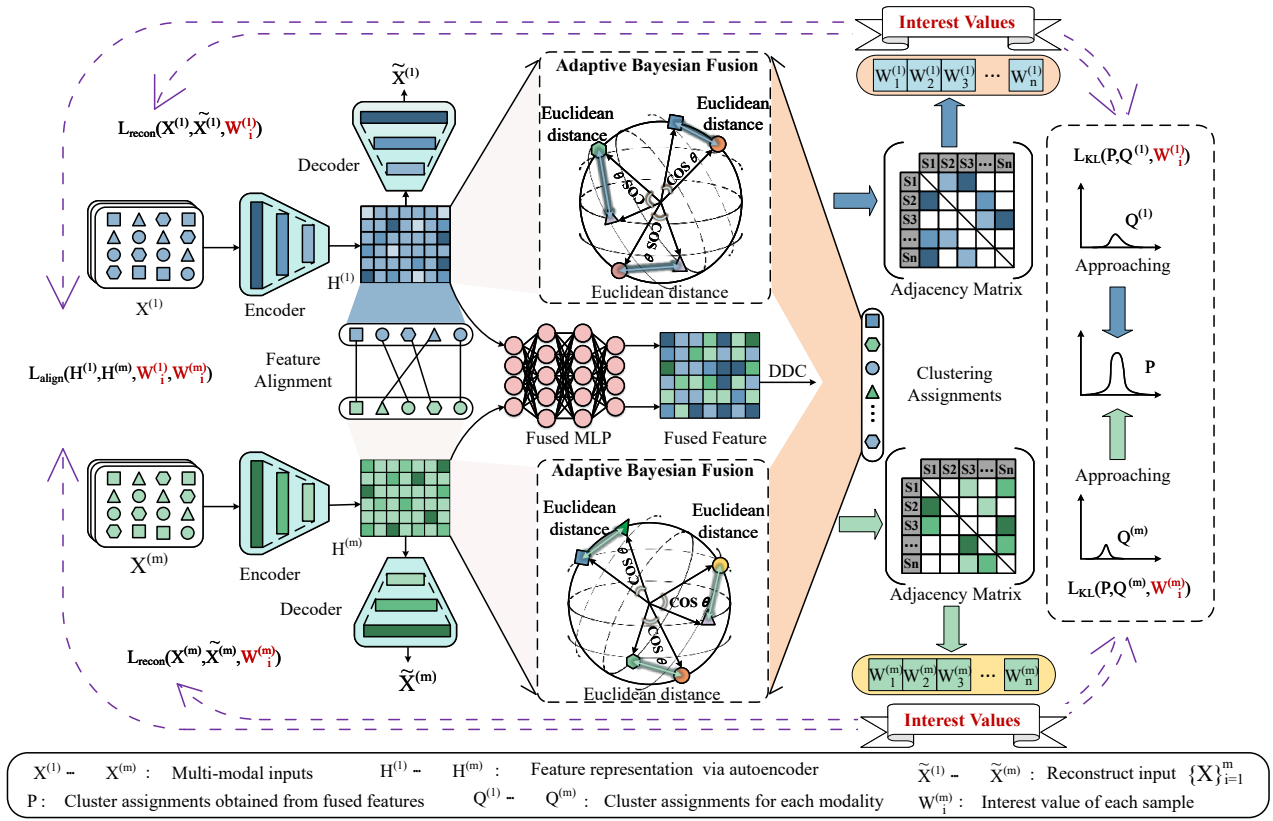 Interest Values
W₁⁽¹⁾ W₂⁽¹⁾ W₃⁽¹⁾ ··· Wₙ⁽¹⁾
X̃⁽¹⁾
Adaptive Bayesian Fusion
Euclidean distance
Euclidean distance
COS θ
COS θ
COS θ
Euclidean distance
L_recon(X⁽¹⁾,X̃⁽¹⁾,Wᵢ⁽¹⁾)
Decoder
X⁽¹⁾
Encoder
H⁽¹⁾
S1 S2 S3 ··· Sn
S1
S2
S3
···
Sn
Adjacency Matrix
L_KL(P,Q⁽¹⁾,Wᵢ⁽¹⁾)
Q⁽¹⁾
Approaching
P
Approaching
Q⁽ᵐ⁾
L_KL(P,Q⁽ᵐ⁾,Wᵢ⁽ᵐ⁾)
L_align(H⁽¹⁾,H⁽ᵐ⁾,Wᵢ⁽¹⁾,Wᵢ⁽ᵐ⁾)
Feature
Alignment
Fused MLP
Fused Feature
DDC
Clustering
Assignments
X⁽ᵐ⁾
Encoder
H⁽ᵐ⁾
Decoder
X̃⁽ᵐ⁾
L_recon(X⁽ᵐ⁾,X̃⁽ᵐ⁾,Wᵢ⁽ᵐ⁾)
Adaptive Bayesian Fusion
Euclidean distance
Euclidean distance
COS θ
COS θ
COS θ
Euclidean distance
S1 S2 S3 ··· Sn
S1
S2
S3
···
Sn
Adjacency Matrix
W₁⁽ᵐ⁾ W₂⁽ᵐ⁾ W₃⁽ᵐ⁾ ··· Wₙ⁽ᵐ⁾
Interest Values
X⁽¹⁾ ··· X⁽ᵐ⁾ : Multi-modal inputs H⁽¹⁾ ··· H⁽ᵐ⁾ : Feature representation via autoencoder X̃⁽¹⁾ ··· X̃⁽ᵐ⁾ : Reconstruct input {X}ᵢ₌₁ᵐ
P : Cluster assignments obtained from fused features Q⁽¹⁾ ··· Q⁽ᵐ⁾ : Cluster assignments for each modality Wᵢ⁽ᵐ⁾ : Interest value of each sample